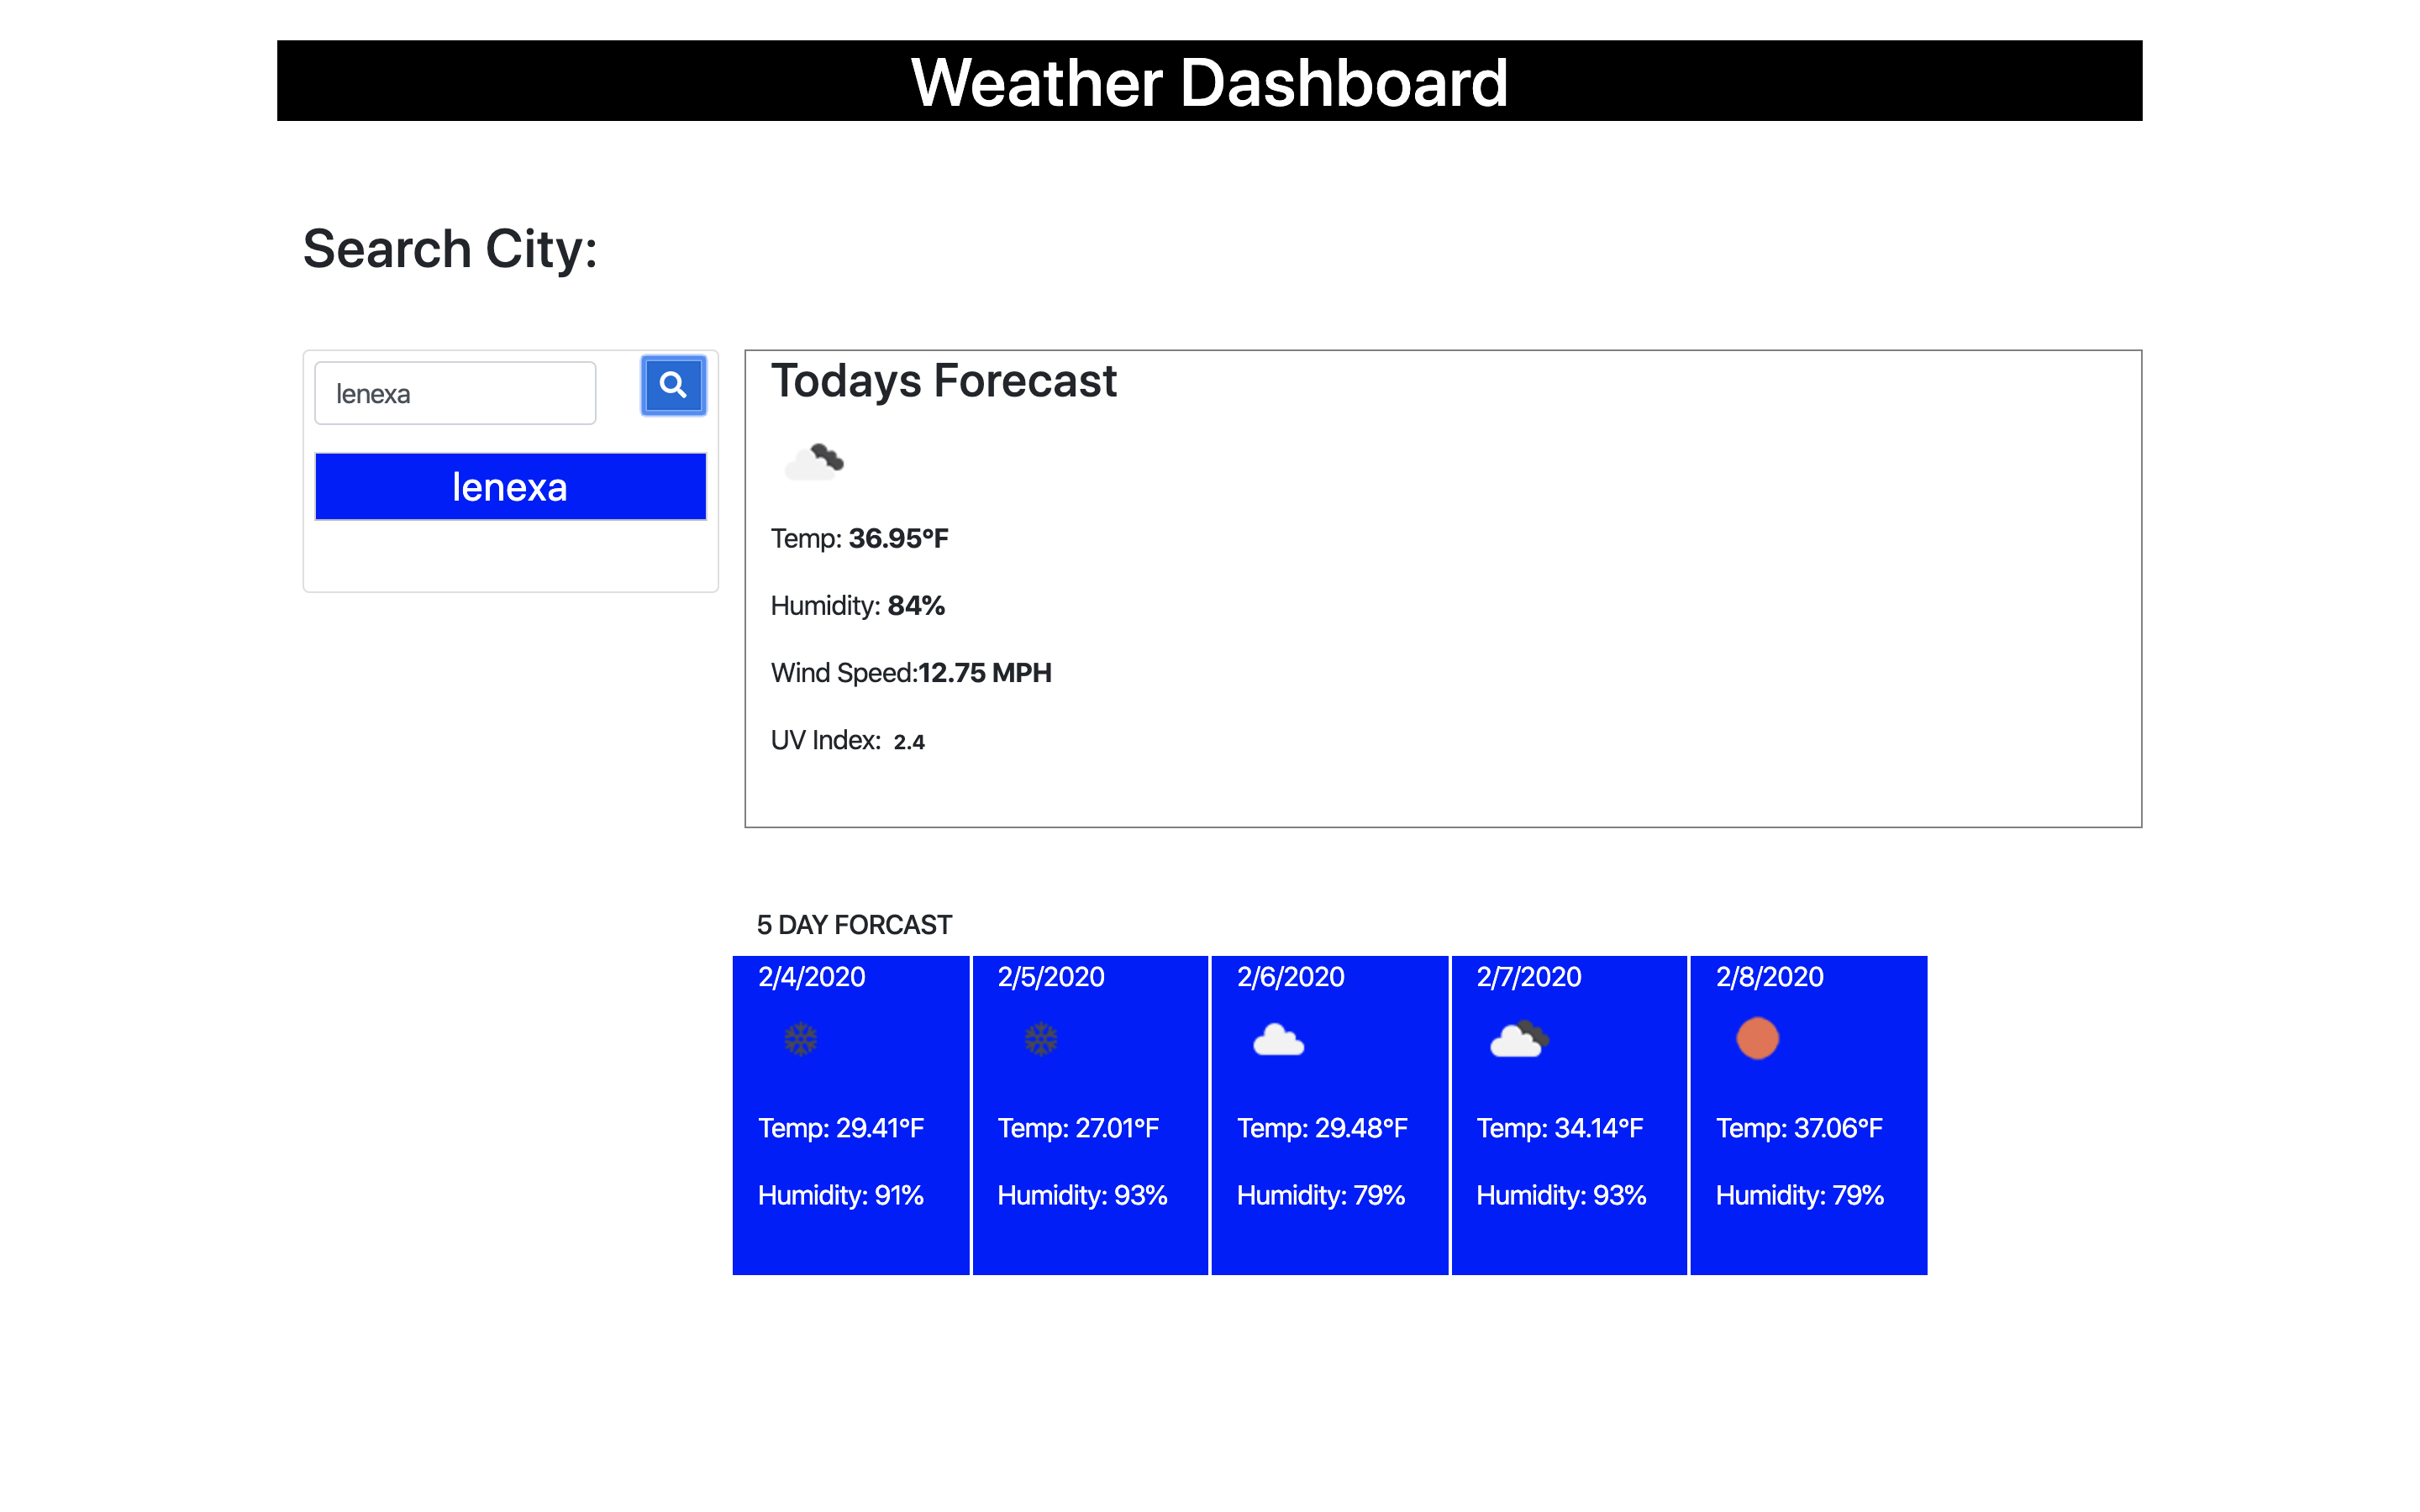 Weather Dashboard
Search City:
lenexa
lenexa
Todays Forecast
Temp: 36.95°F
Humidity: 84%
Wind Speed:12.75 MPH
UV Index: 2.4
5 DAY FORCAST
2/4/2020
Temp: 29.41°F
Humidity: 91%
2/5/2020
Temp: 27.01°F
Humidity: 93%
2/6/2020
Temp: 29.48°F
Humidity: 79%
2/7/2020
Temp: 34.14°F
Humidity: 93%
2/8/2020
Temp: 37.06°F
Humidity: 79%